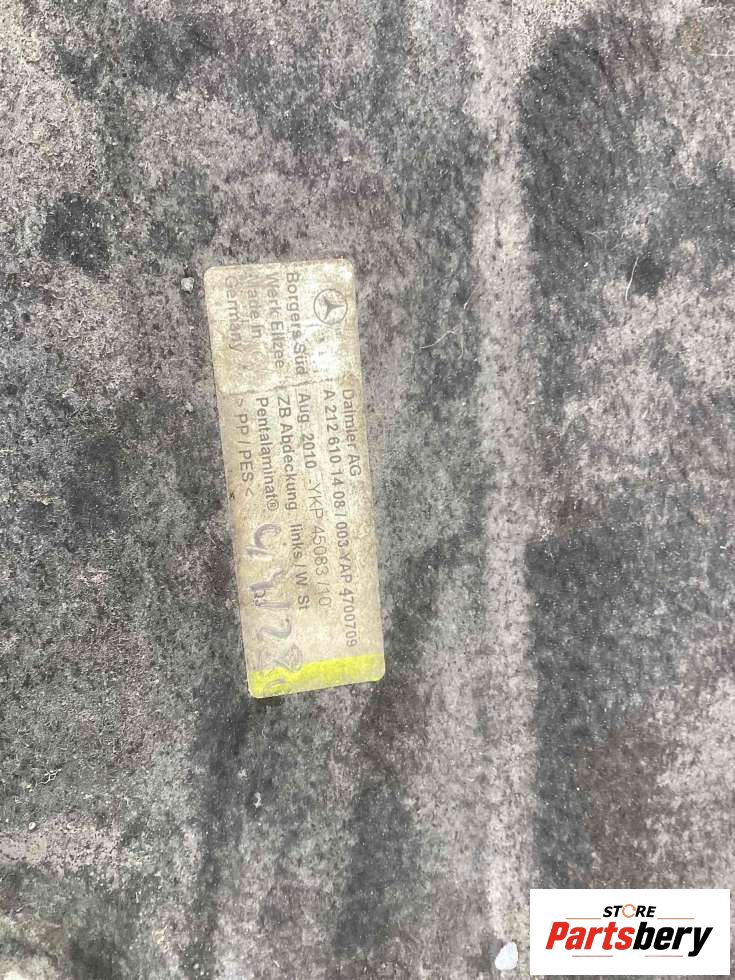 Daimler AG
A 212 610 14 08 / 003 YAP 4700709
Borgers Süd Aug 2010 - YKP 45083 /10
Werk Ellzee ZB Abdeckung links / W St
Made in Pentalaminat®
Germany > PP / PES <
STORE
Partsbery